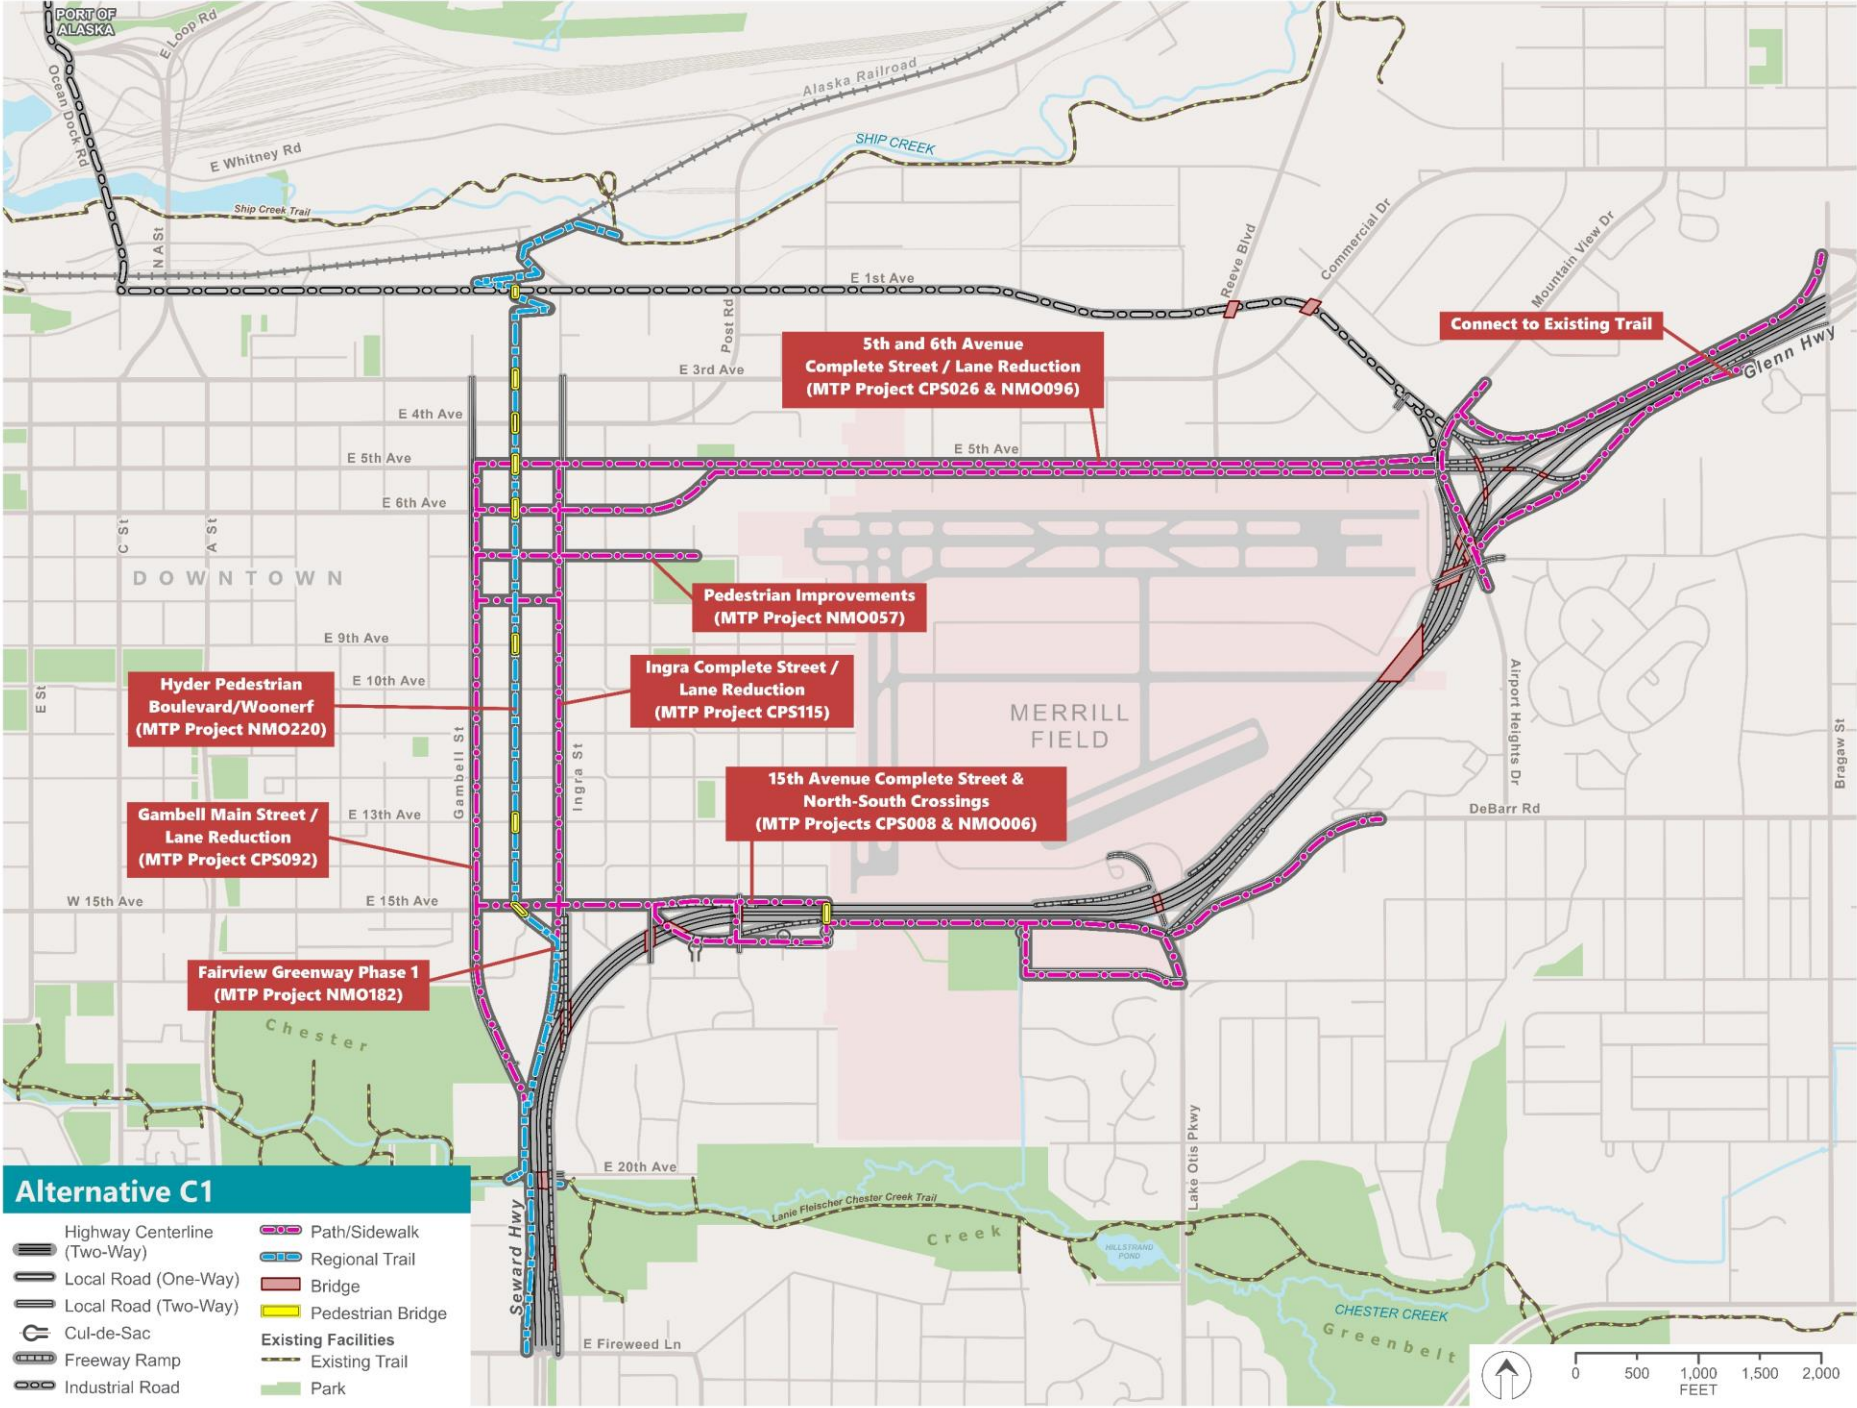 PORT OF
ALASKA
E Loop Rd
Ocean Dock Rd
Alaska Railroad
E Whitney Rd
SHIP CREEK
Ship Creek Trail
N A St
E 1st Ave
Reeve Blvd
Commercial Dr
Mountain View Dr
Post Rd
Connect to Existing Trail
Glenn Hwy
5th and 6th Avenue
Complete Street / Lane Reduction
(MTP Project CPS026 & NMO096)
E 3rd Ave
E 4th Ave
E 5th Ave
E 5th Ave
E 6th Ave
C St
A St
DOWNTOWN
Pedestrian Improvements
(MTP Project NMO057)
E 9th Ave
E 10th Ave
E St
Hyder Pedestrian
Boulevard/Woonerf
(MTP Project NMO220)
Ingra Complete Street /
Lane Reduction
(MTP Project CPS115)
MERRILL
FIELD
Airport Heights Dr
Bragaw St
Gambell St
Ingra St
15th Avenue Complete Street &
North-South Crossings
(MTP Projects CPS008 & NMO006)
DeBarr Rd
E 13th Ave
Gambell Main Street /
Lane Reduction
(MTP Project CPS092)
W 15th Ave
E 15th Ave
Fairview Greenway Phase 1
(MTP Project NMO182)
Chester
Lake Otis Pkwy
E 20th Ave
Lanie Fleischer Chester Creek Trail
Creek
HILLSTRAND
POND
Seward Hwy
CHESTER CREEK
Greenbelt
E Fireweed Ln
Alternative C1
Highway Centerline
(Two-Way)
Local Road (One-Way)
Local Road (Two-Way)
Cul-de-Sac
Freeway Ramp
Industrial Road
Path/Sidewalk
Regional Trail
Bridge
Pedestrian Bridge
Existing Facilities
Existing Trail
Park
0 500 1,000 1,500 2,000
FEET